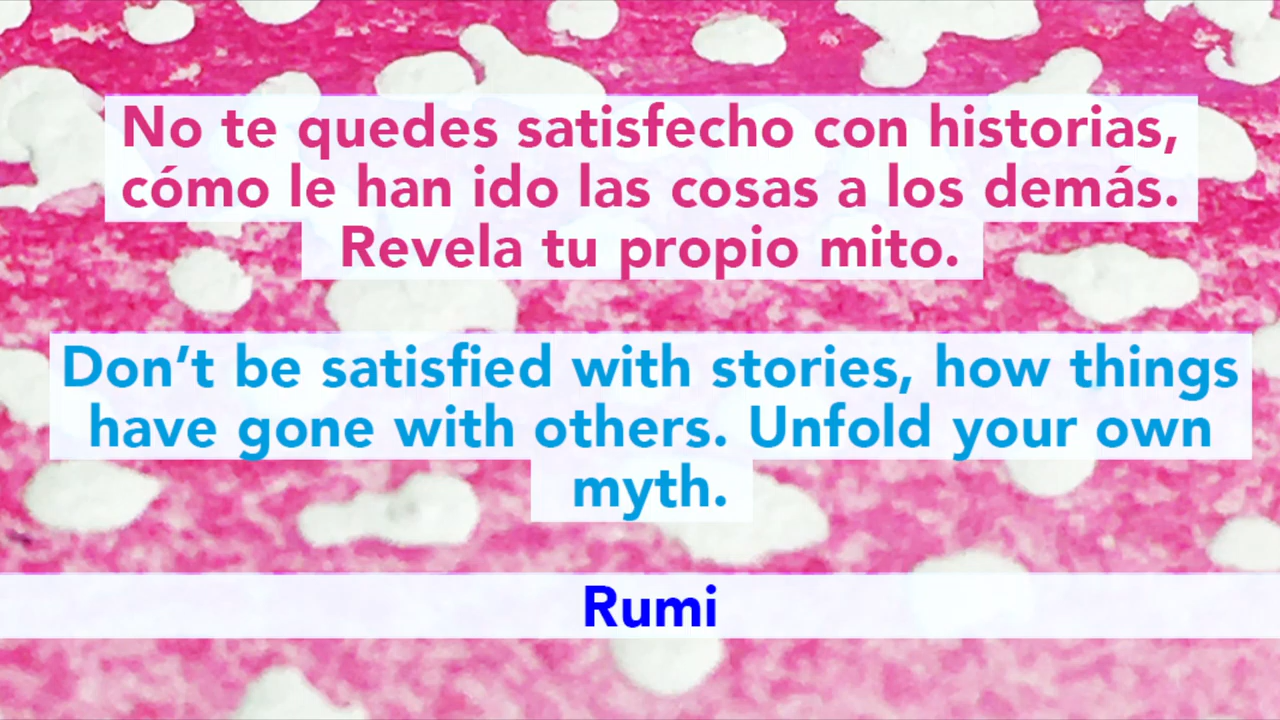 No te quedes satisfecho con historias,
cómo le han ido las cosas a los demás.
Revela tu propio mito.
Don’t be satisfied with stories, how things
have gone with others. Unfold your own
myth.
Rumi